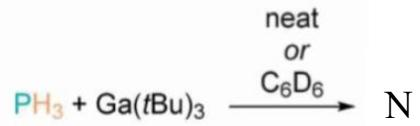 neat
or
C₆D₆
PH₃ + Ga(tBu)₃ N